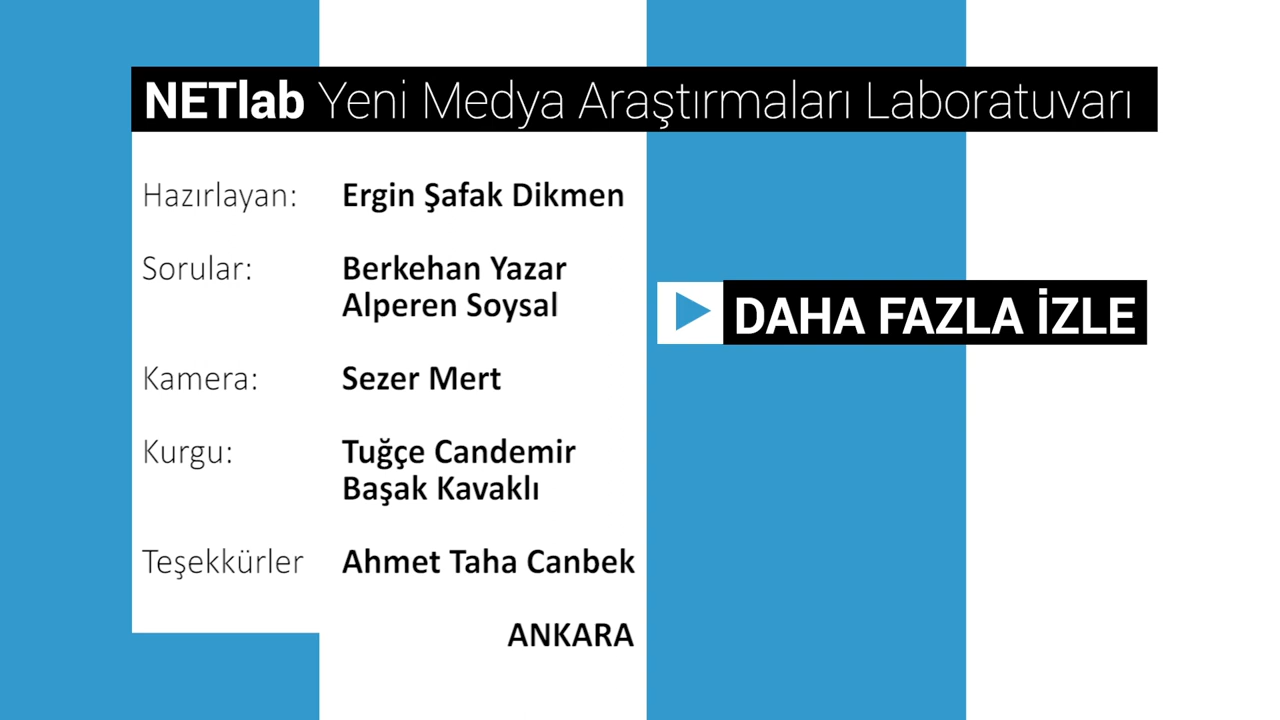 NETlab Yeni Medya Araştırmaları Laboratuvarı
Hazırlayan: Ergin Şafak Dikmen
Sorular: Berkehan Yazar
Alperen Soysal
Kamera: Sezer Mert
Kurgu: Tuğçe Candemir
Başak Kavaklı
Teşekkürler Ahmet Taha Canbek
ANKARA
DAHA FAZLA İZLE